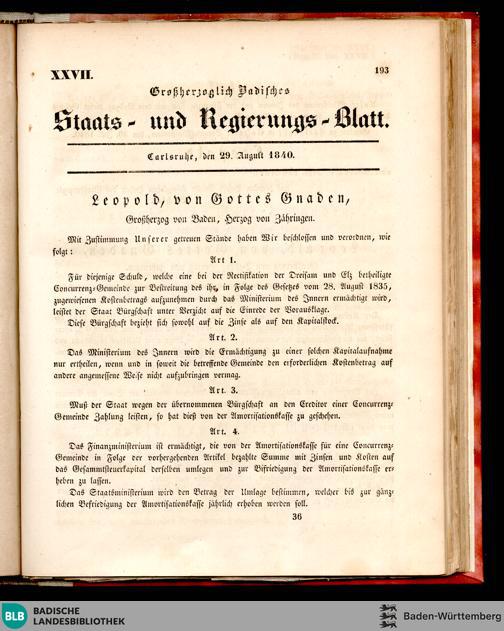 XXVII.
193
Großherzoglich Badisches
Staats- und Regierungs-Blatt.
Carlsruhe, den 29. August 1840.
Leopold, von Gottes Gnaden,
Großherzog von Baden, Herzog von Zähringen.
Mit Zustimmung Unserer getreuen Stände haben Wir beschlossen und verordnen, wie
folgt:
Art 1.
Für diejenige Schuld, welche eine bei der Rectification der Dreisam und Elz betheiligte
Concurrenz-Gemeinde zur Bestreitung des ihr, in Folge des Gesetzes vom 28. August 1835,
zugewiesenen Kostenbetrags aufzunehmen durch das Ministerium des Innern ermächtigt wird,
leistet der Staat Bürgschaft unter Verzicht auf die Einrede der Vorausklage.
Diese Bürgschaft bezieht sich sowohl auf die Zinse als auf den Kapitalstock.
Art. 2.
Das Ministerium des Innern wird die Ermächtigung zu einer solchen Kapitalaufnahme
nur ertheilen, wenn und in soweit die betreffende Gemeinde den erforderlichen Kostenbetrag auf
andere angemessene Weise nicht aufzubringen vermag.
Art. 3.
Muß der Staat wegen der übernommenen Bürgschaft an den Creditor einer Concurrenz-
Gemeinde Zahlung leisten, so hat dieß von der Amortisationskasse zu geschehen.
Art. 4.
Das Finanzministerium ist ermächtigt, die von der Amortisationskasse für eine Concurrenz-
Gemeinde in Folge der vorhergehenden Artikel bezahlte Summe mit Zinsen und Kosten auf
das Gesammtsteuerkapital derselben umlegen und zur Befriedigung der Amortisationskasse er-
heben zu lassen.
Das Staatsministerium wird den Betrag der Umlage bestimmen, welcher bis zur gänz-
lichen Befriedigung der Amortisationskasse jährlich erhoben werden soll.
36
BLB BADISCHE
LANDESBIBLIOTHEK
Baden-Württemberg